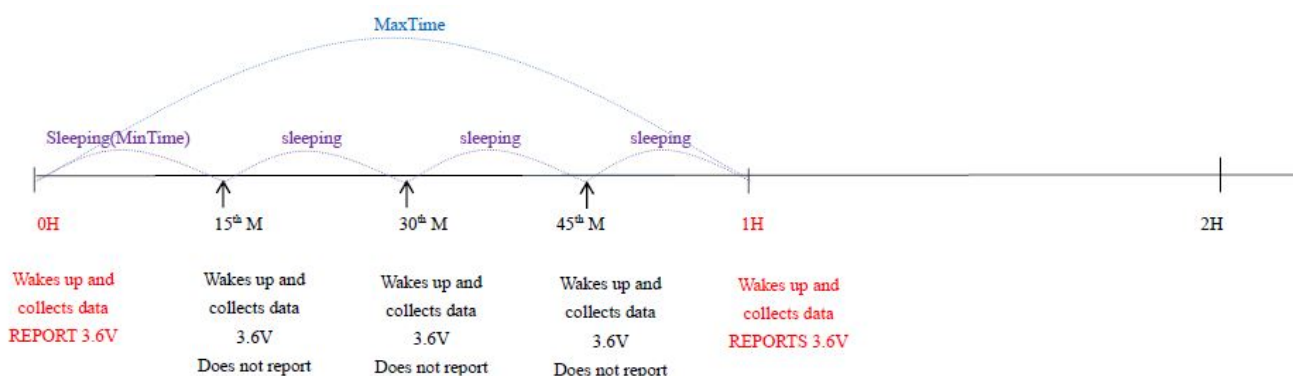 MaxTime
Sleeping(MinTime)
sleeping
sleeping
sleeping
0H
15th M
30th M
45th M
1H
2H
Wakes up and
collects data
REPORT 3.6V
Wakes up and
collects data
3.6V
Does not report
Wakes up and
collects data
3.6V
Does not report
Wakes up and
collects data
3.6V
Does not report
Wakes up and
collects data
REPORTS 3.6V